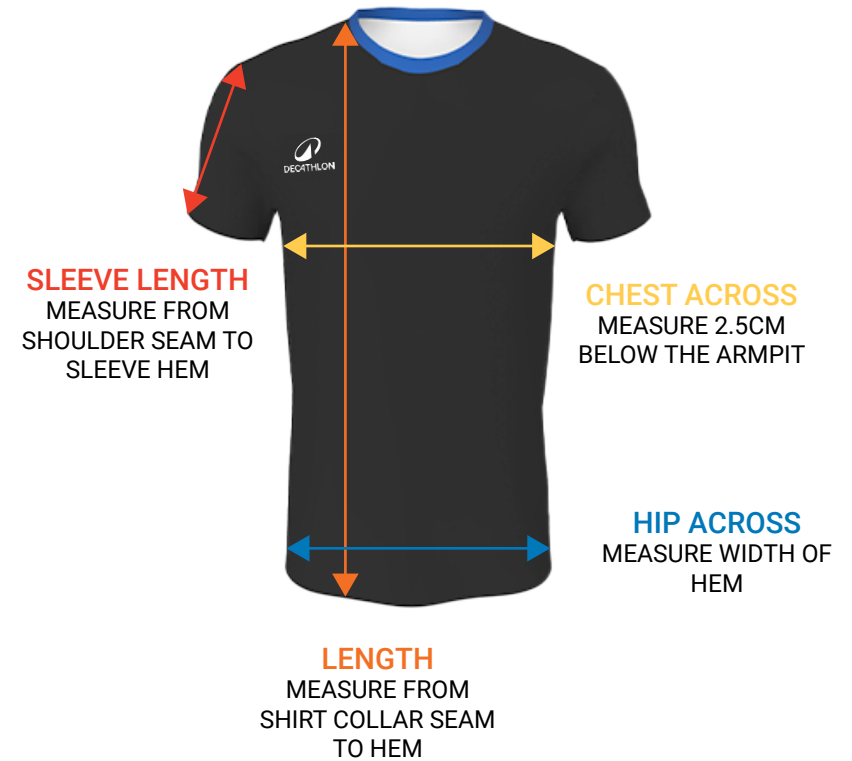 DECATHLON
SLEEVE LENGTH
MEASURE FROM
SHOULDER SEAM TO
SLEEVE HEM
CHEST ACROSS
MEASURE 2.5CM
BELOW THE ARMPIT
HIP ACROSS
MEASURE WIDTH OF
HEM
LENGTH
MEASURE FROM
SHIRT COLLAR SEAM
TO HEM